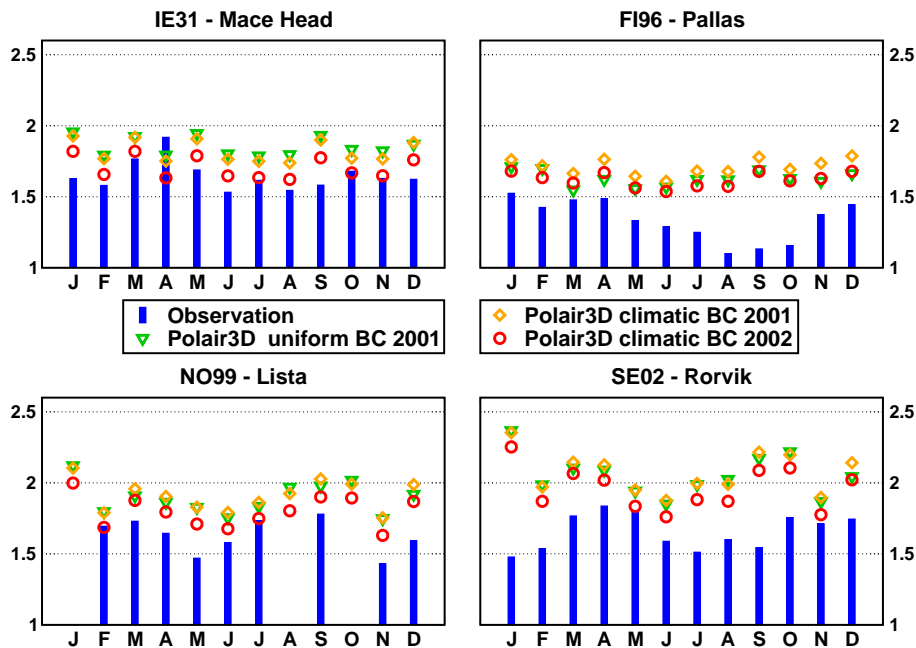 IE31 - Mace Head
FI96 - Pallas
2.5
2
1.5
1
2.5
2
1.5
1
J F M A M J J A S O N D
J F M A M J J A S O N D
Observation
Polair3D uniform BC 2001
Polair3D climatic BC 2001
Polair3D climatic BC 2002
NO99 - Lista
SE02 - Rorvik
2.5
2
1.5
1
2.5
2
1.5
1
J F M A M J J A S O N D
J F M A M J J A S O N D